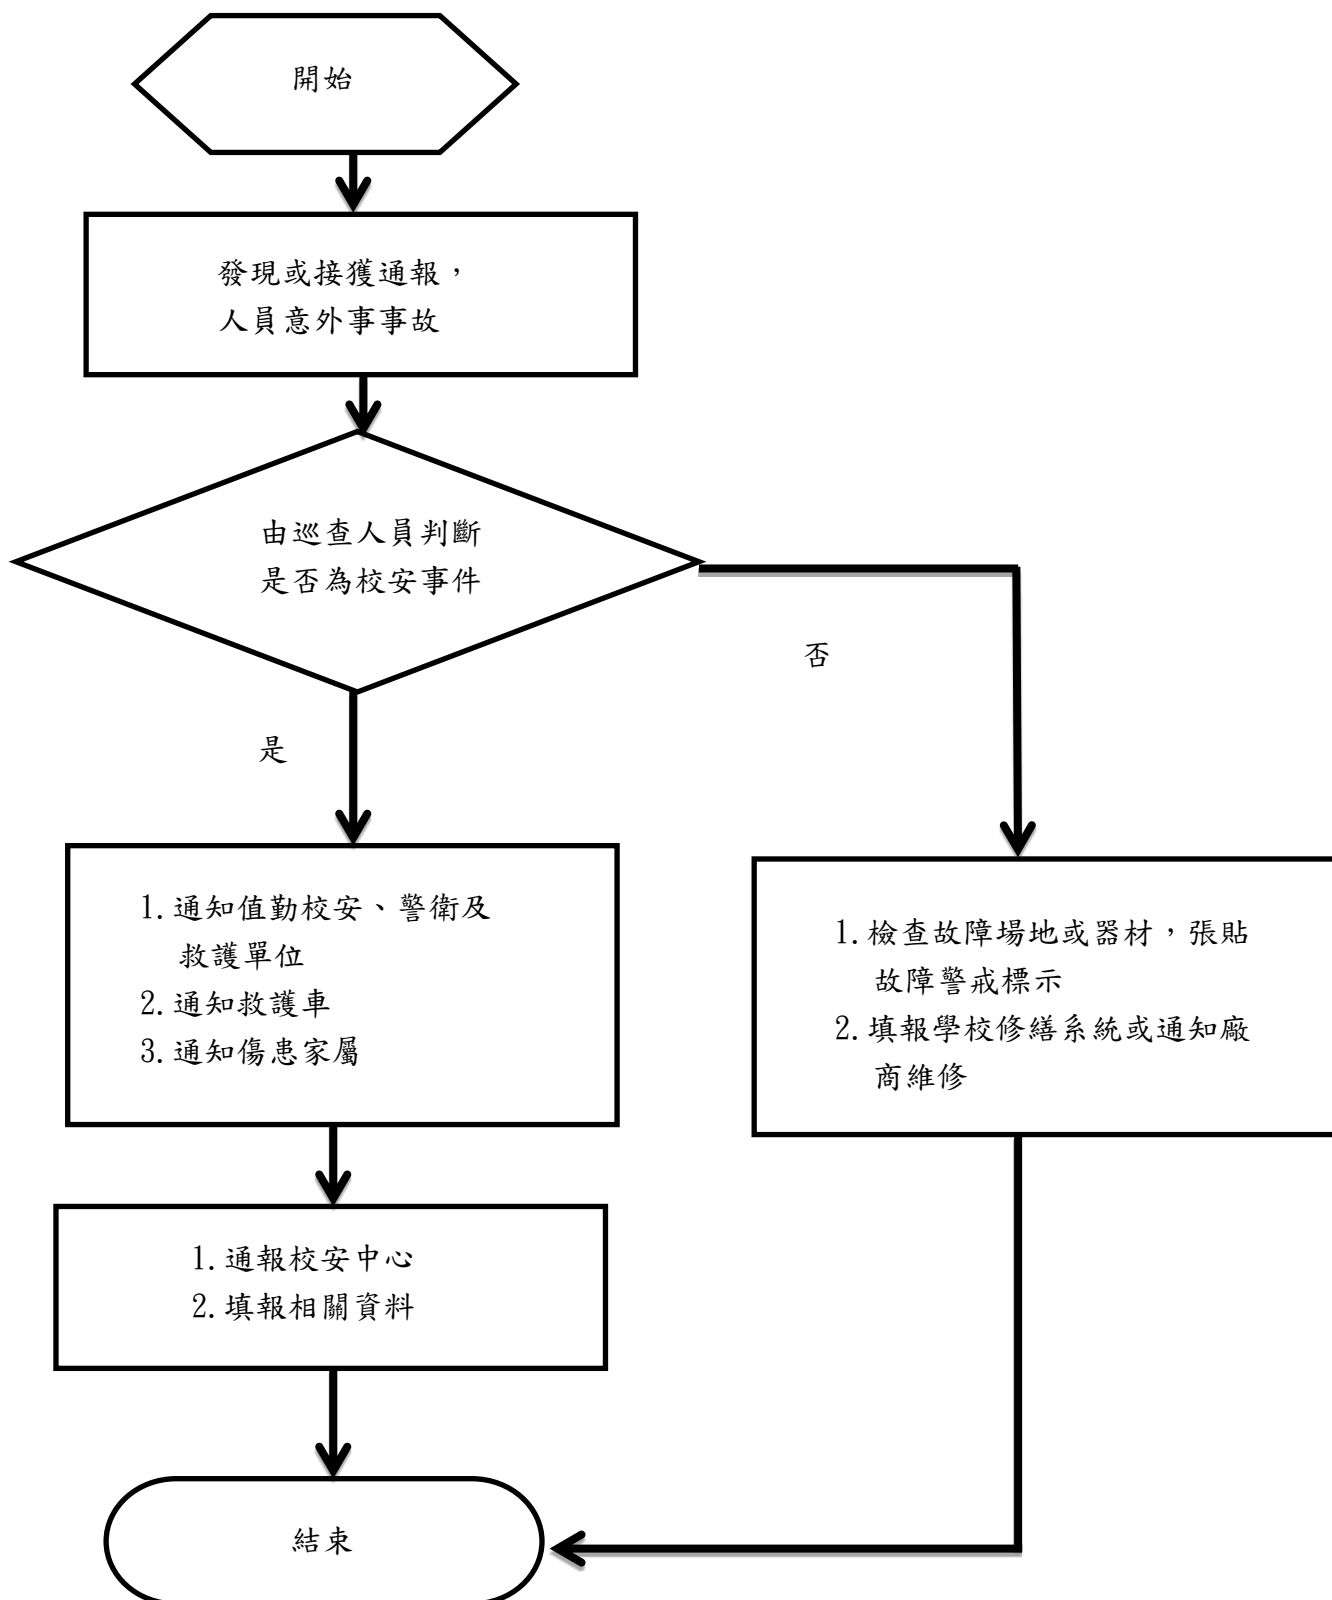 開始
發現或接獲通報，
人員意外事事故
由巡查人員判斷
是否為校安事件
否
是
1.通知值勤校安、警衛及
救護單位
2.通知救護車
3.通知傷患家屬
1.檢查故障場地或器材，張貼
故障警戒標示
2.填報學校修繕系統或通知廠
商維修
1.通報校安中心
2.填報相關資料
結束